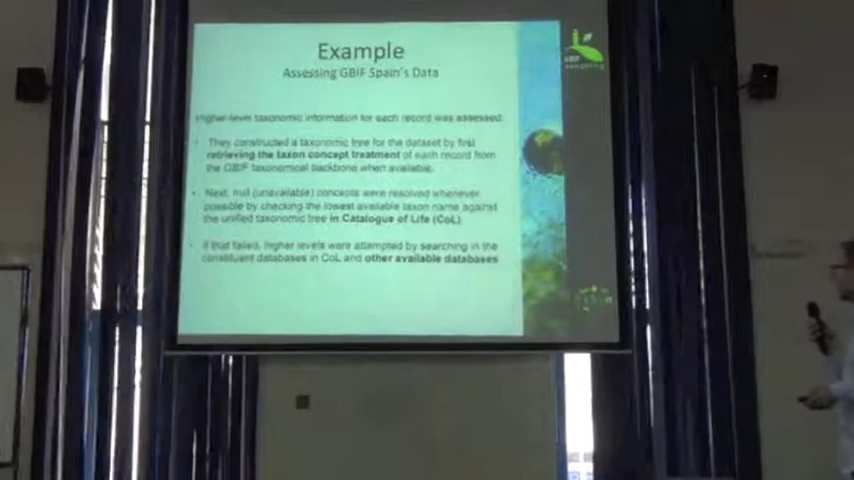 Example
Assessing GBIF Spain's Data
Higher-level taxonomic information for each record was assessed.
They constructed a taxonomic tree for the dataset by first
retrieving the taxon concept treatment of each record from
the GBIF taxonomical backbone when available.
Next, null (unavailable) concepts were resolved whenever
possible by checking the lowest available taxon name against
the unified taxonomic tree in Catalogue of Life (CoL)
If that failed, higher levels were attempted by searching in the
constituent databases in CoL and other available databases
GBIF